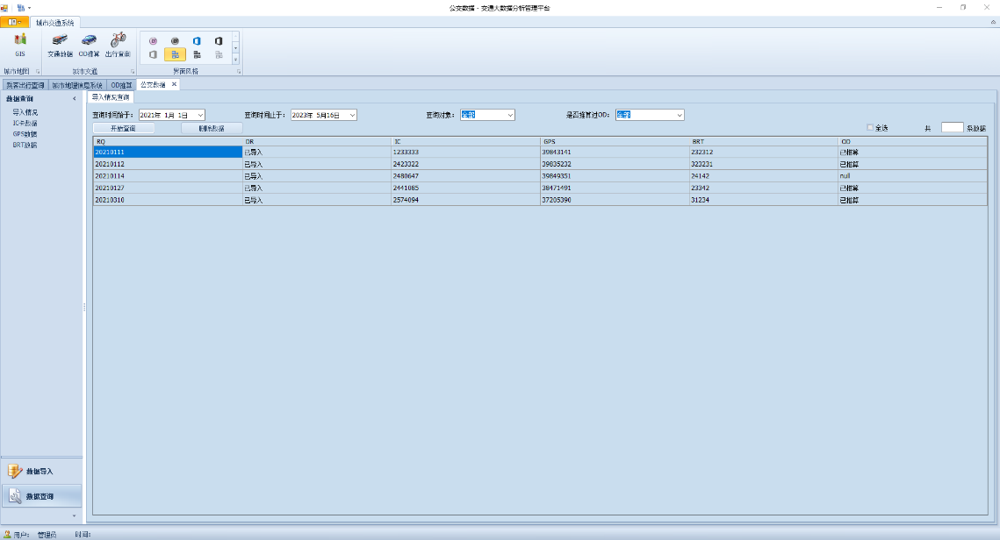 公交数据 - 交通大数据分析管理平台
城市交通系统
GIS
交通数据 OD推算 出行查询
城市地图 城市交通 界面风格
乘客出行查询 城市地理信息系统 OD推算 公交数据
数据查询
导入情况
IC卡数据
GPS数据
BRT数据
导入情况查询
查询时间始于： 2021年 1月 1日 查询时间止于： 2023年 5月16日 查询对象： 全部 是否推算过OD： 全部
开始查询 删除数据 全选 共 条数据
RQ DR IC GPS BRT OD
20210111 已导入 1233333 39843141 232312 已推算
20210112 已导入 2423322 39835232 323231 已推算
20210114 已导入 2480647 39849351 24142 null
20210127 已导入 2441085 38471491 23342 已推算
20210310 已导入 2574094 37205390 31234 已推算
数据导入
数据查询
用户： 管理员 时间: